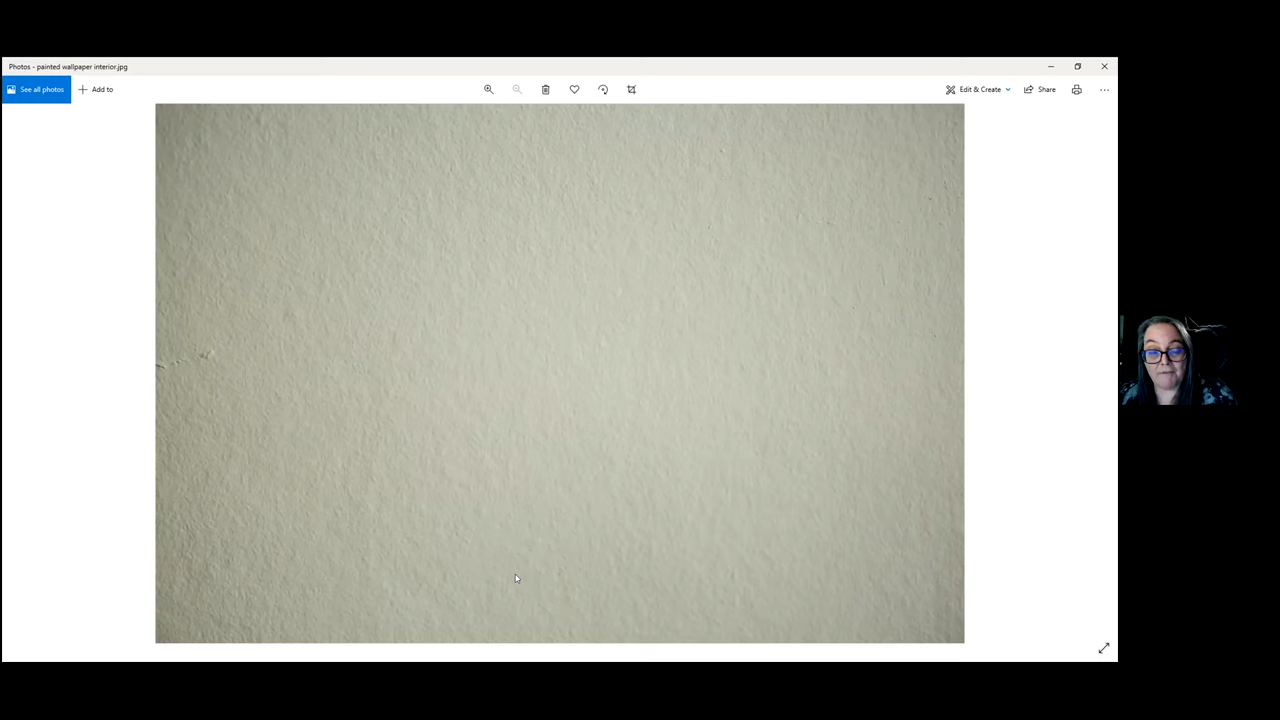 Photos - painted wallpaper interior.jpg
See all photos
Add to
Edit & Create
Share